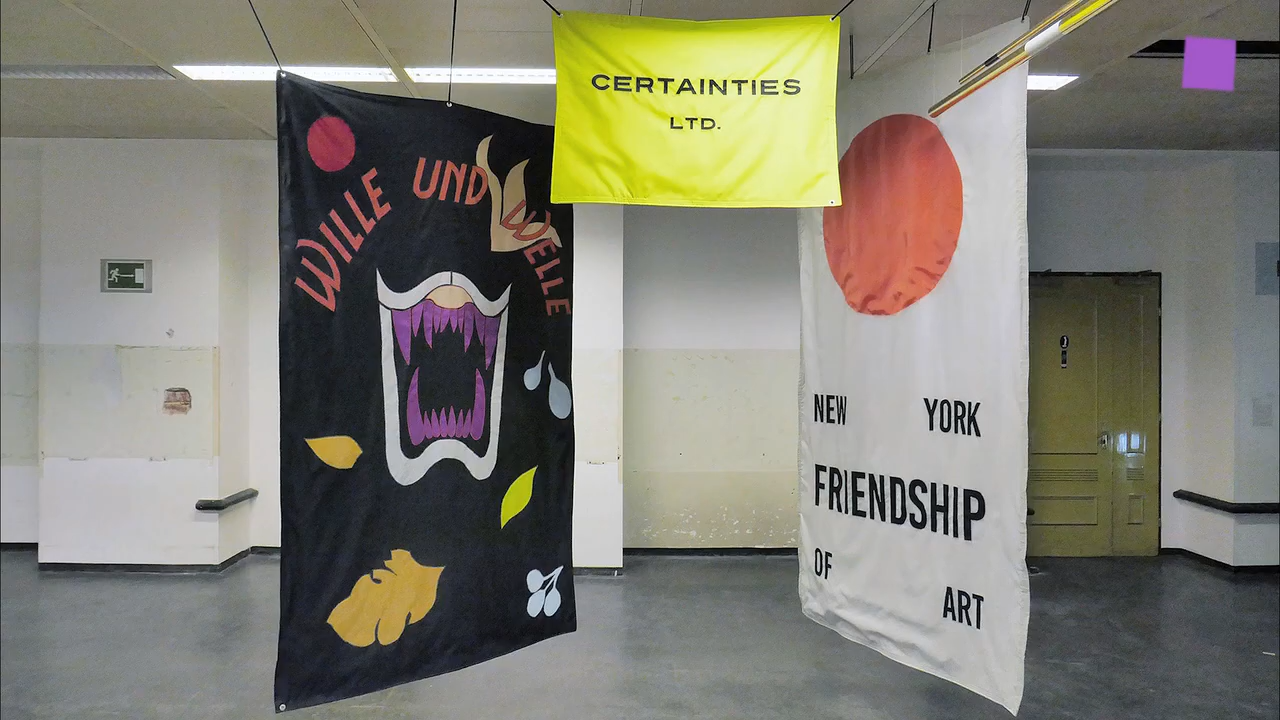 WILLE UND WELLE
CERTAINTIES
LTD.
NEW YORK
FRIENDSHIP
OF
ART